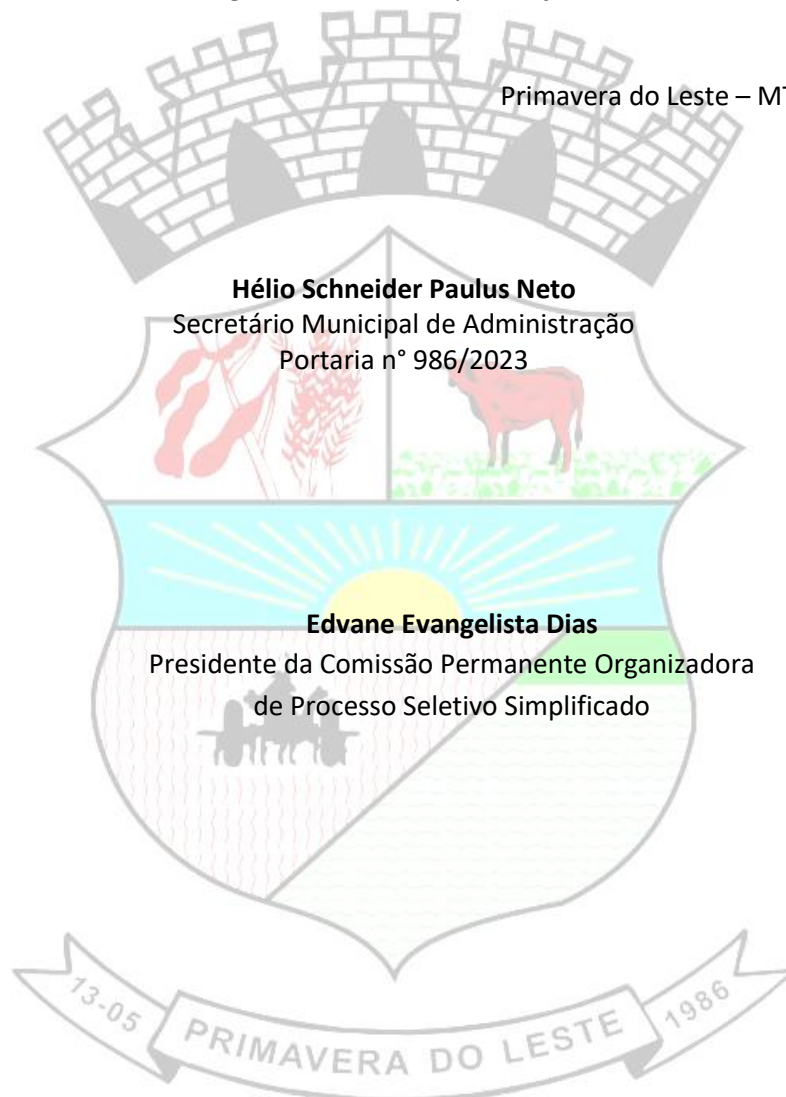 Primavera do Leste – MT
Hélio Schneider Paulus Neto
Secretário Municipal de Administração
Portaria n° 986/2023
Edvane Evangelista Dias
Presidente da Comissão Permanente Organizadora
de Processo Seletivo Simplificado
13-05 PRIMAVERA DO LESTE 1986